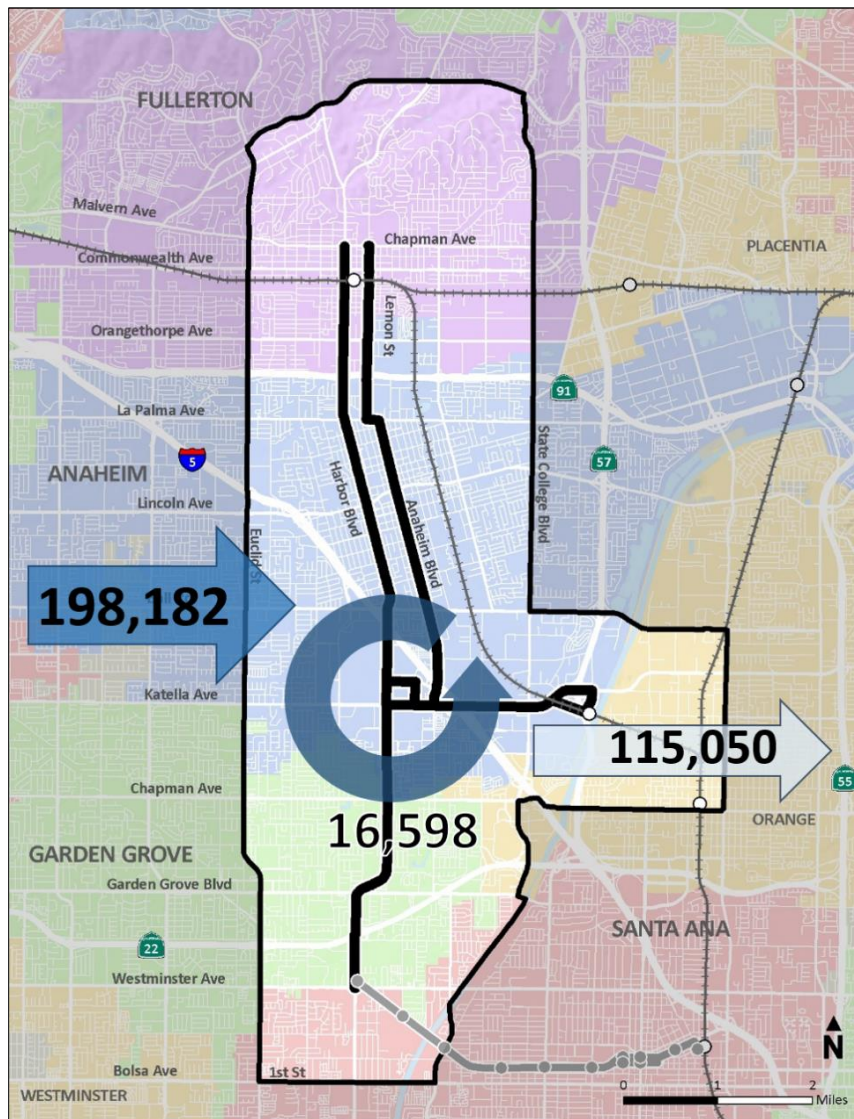 FULLERTON
Malvern Ave
Chapman Ave
Commonwealth Ave
PLACENTIA
Lemon St
Orangethorpe Ave
91
La Palma Ave
State College Blvd
5
57
ANAHEIM
Harbor Blvd
Lincoln Ave
Anaheim Blvd
Euclid St
198,182
Katella Ave
115,050
55
Chapman Ave
16,598
ORANGE
GARDEN GROVE
Garden Grove Blvd
SANTA ANA
22
Westminster Ave
N
Bolsa Ave
1st St
WESTMINSTER
0 1 2
Miles